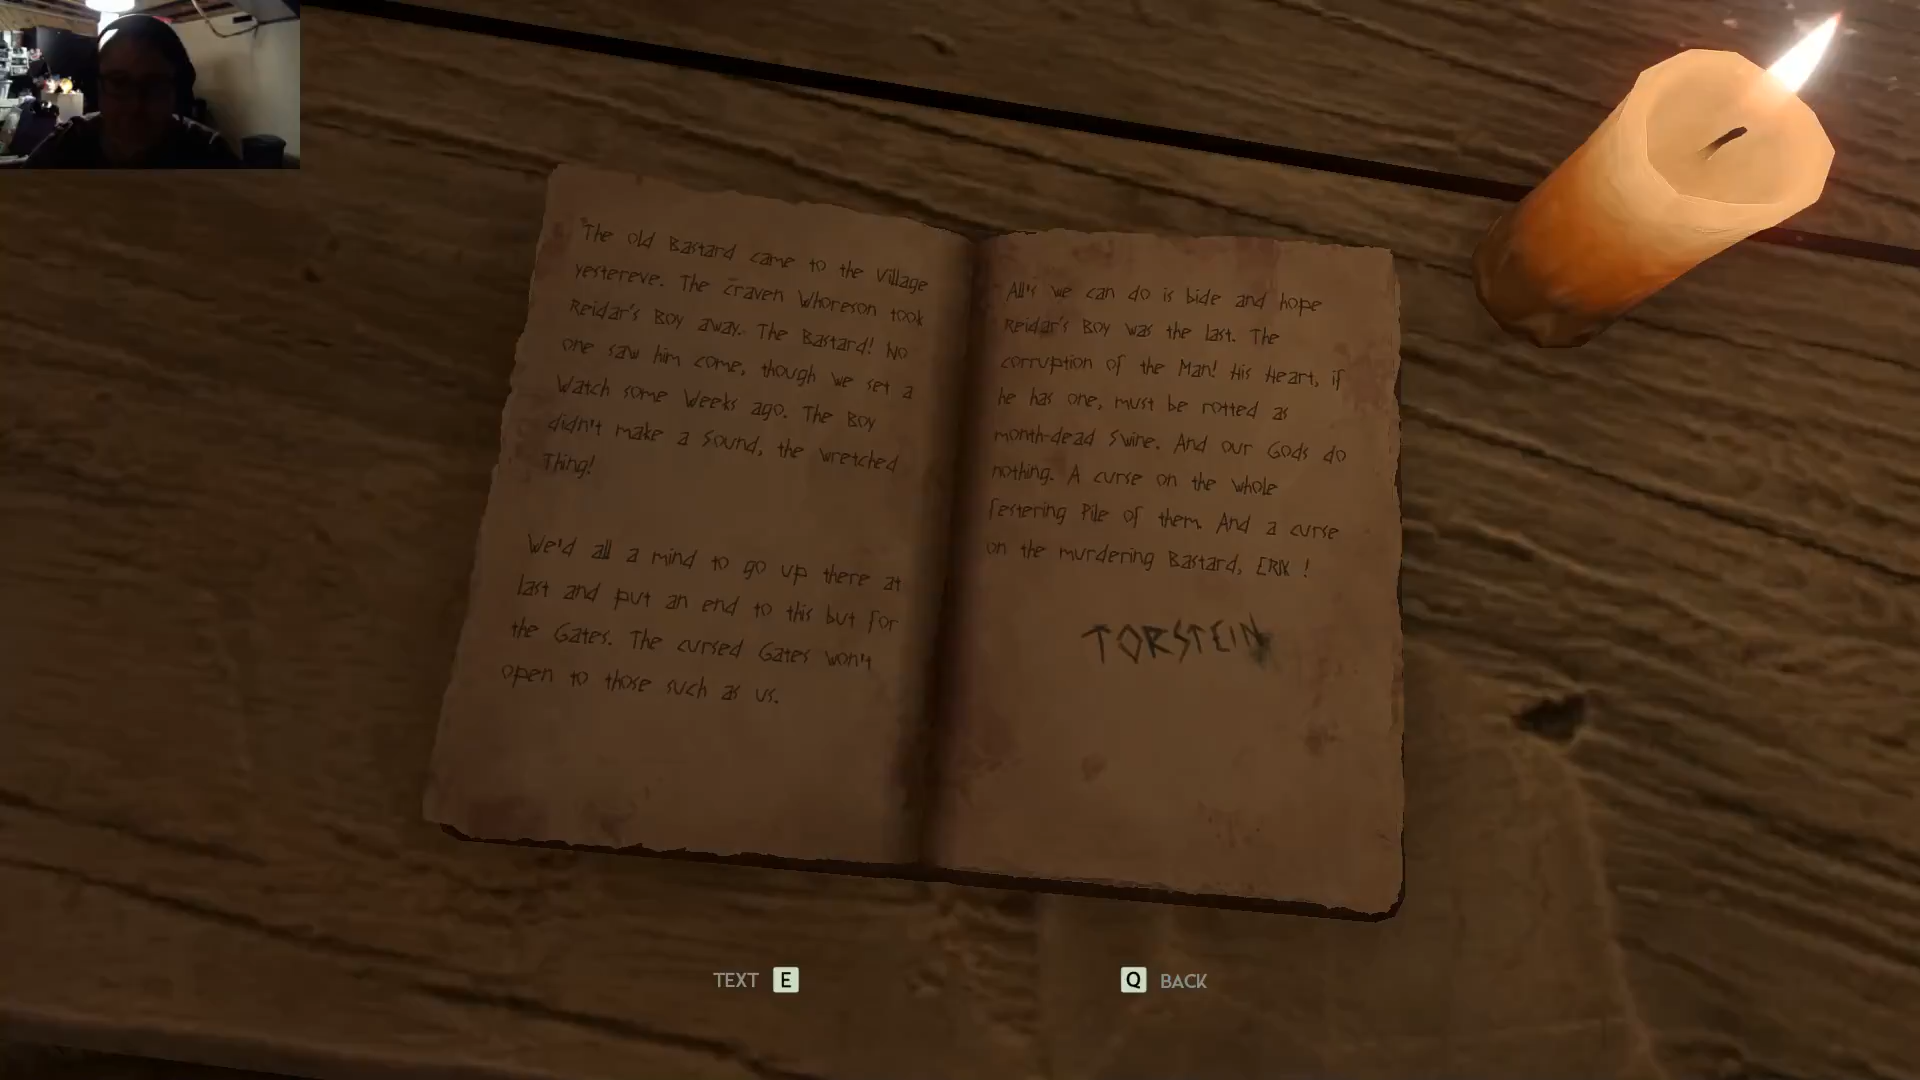 The old Bastard came to the Village
yestereve. The craven Whoreson took
Reidar's Boy away. The Bastard! No
one saw him come, though we set a
Watch some Weeks ago. The Boy
didn't make a Sound, the wretched
Thing!
We'd all a mind to go up there at
last and put an end to this but for
the Gates. The cursed Gates won't
open to those such as us.
All's we can do is bide and hope
Reidar's Boy was the last. The
corruption of the Man! His Heart, if
he has one, must be rotted as
month-dead Swine. And our Gods do
nothing. A curse on the whole
festering Pile of them. And a curse
on the murdering Bastard, ERIK !
TORSTEIN
TEXT E
Q BACK